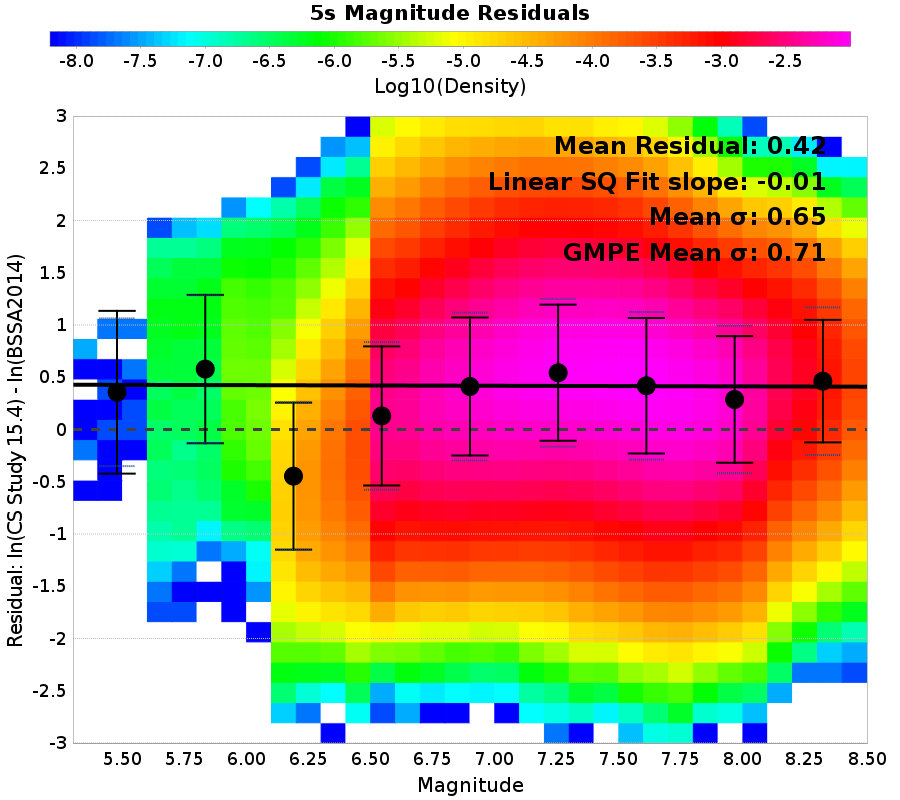 5s Magnitude Residuals
-8.0 -7.5 -7.0 -6.5 -6.0 -5.5 -5.0 -4.5 -4.0 -3.5 -3.0 -2.5
Log10(Density)
Mean Residual: 0.42
Linear SQ Fit slope: -0.01
Mean σ: 0.65
GMPE Mean σ: 0.71
Residual: ln(CS Study 15.4) - ln(BSSA2014)
3
2.5
2
1.5
1
0.5
0
-0.5
-1
-1.5
-2
-2.5
-3
5.50 5.75 6.00 6.25 6.50 6.75 7.00 7.25 7.50 7.75 8.00 8.25 8.50
Magnitude